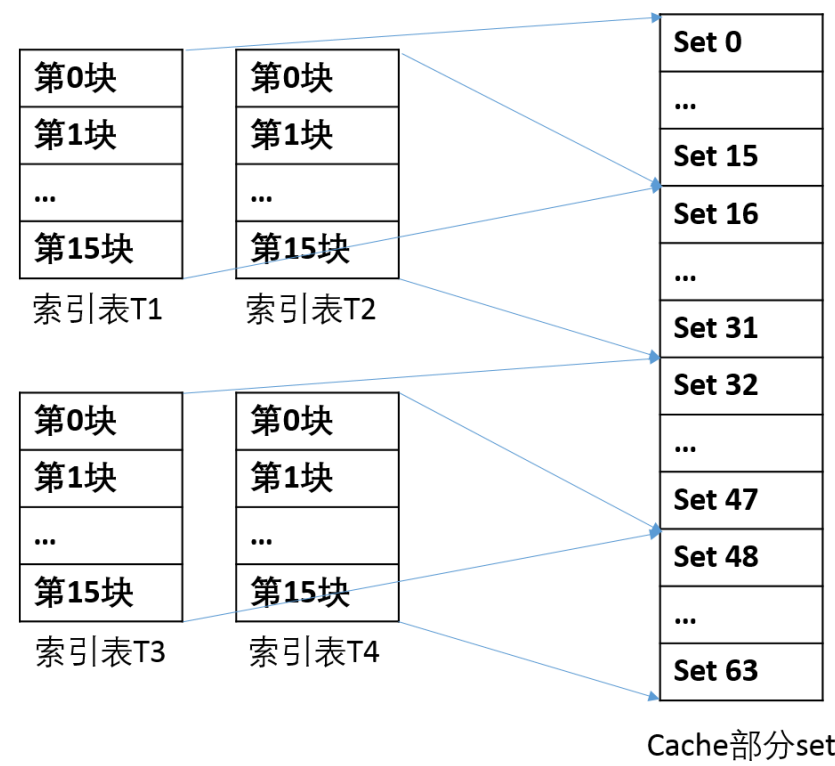 第0块
第1块
...
第15块
索引表T1
第0块
第1块
...
第15块
索引表T2
第0块
第1块
...
第15块
索引表T3
第0块
第1块
...
第15块
索引表T4
Set 0
...
Set 15
Set 16
...
Set 31
Set 32
...
Set 47
Set 48
...
Set 63
Cache部分set